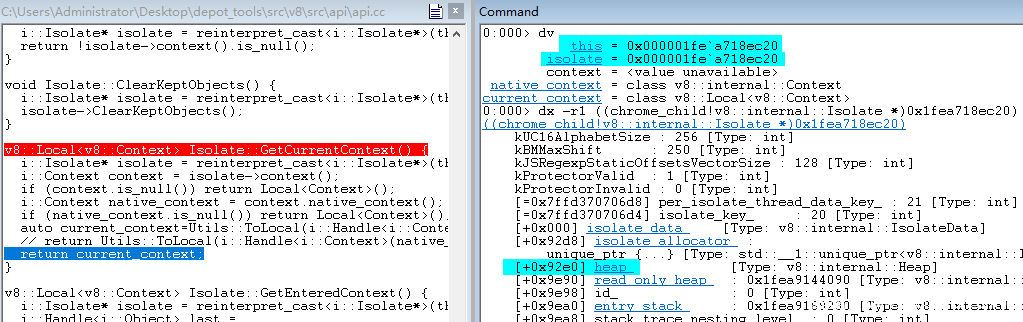 C:\Users\Administrator\Desktop\depot_tools\src\v8\src\api\api.cc
i::Isolate* isolate = reinterpret_cast<i::Isolate*>(th
return !isolate->context().is_null();
}
void Isolate::ClearKeptObjects() {
i::Isolate* isolate = reinterpret_cast<i::Isolate*>(th
isolate->ClearKeptObjects();
}
v8::Local<v8::Context> Isolate::GetCurrentContext() {
i::Isolate* isolate = reinterpret_cast<i::Isolate*>(th
i::Context context = isolate->context();
if (context.is_null()) return Local<Context>();
i::Context native_context = context.native_context();
if (native_context.is_null()) return Local<Context>().
auto current_context=Utils::ToLocal(i::Handle<i::Conte
// return Utils::ToLocal(i::Handle<i::Context>(native_
return current_context;
}
v8::Local<v8::Context> Isolate::GetEnteredContext() {
i::Isolate* isolate = reinterpret_cast<i::Isolate*>(th
i::Handle<i::Object> last =
Command
0:000> dv
this = 0x000001fe`a718ec20
isolate = 0x000001fe`a718ec20
context = <value unavailable>
native_context = class v8::internal::Context
current_context = class v8::Local<v8::Context>
0:000> dx -r1 ((chrome_child!v8::internal::Isolate *)0x1fea718ec20)
((chrome_child!v8::internal::Isolate *)0x1fea718ec20)
kUC16AlphabetSize : 256 [Type: int]
kBMMaxShift : 250 [Type: int]
kJSRegexpStaticOffsetsVectorSize : 128 [Type: int]
kProtectorValid : 1 [Type: int]
kProtectorInvalid : 0 [Type: int]
[=0x7ffd370706d8] per_isolate_thread_data_key_ : 21 [Type: int]
[=0x7ffd370706d4] isolate_key_ : 20 [Type: int]
[+0x000] isolate_data_ [Type: v8::internal::IsolateData]
[+0x92d8] isolate_allocator_ :
unique_ptr {...} [Type: std::__1::unique_ptr<v8::internal::I
[+0x92e0] heap_ [Type: v8::internal::Heap]
[+0x9e90] read_only_heap_ : 0x1fea9144090 [Type: v8::internal::
[+0x9e98] id_ : 0 [Type: int]
[+0x9ea0] entry_stack_ : 0x1fea9169230 [Type: v8::internal::
[+0x9ea8] stack_trace_nesting_level_ : 0 [Type: int]